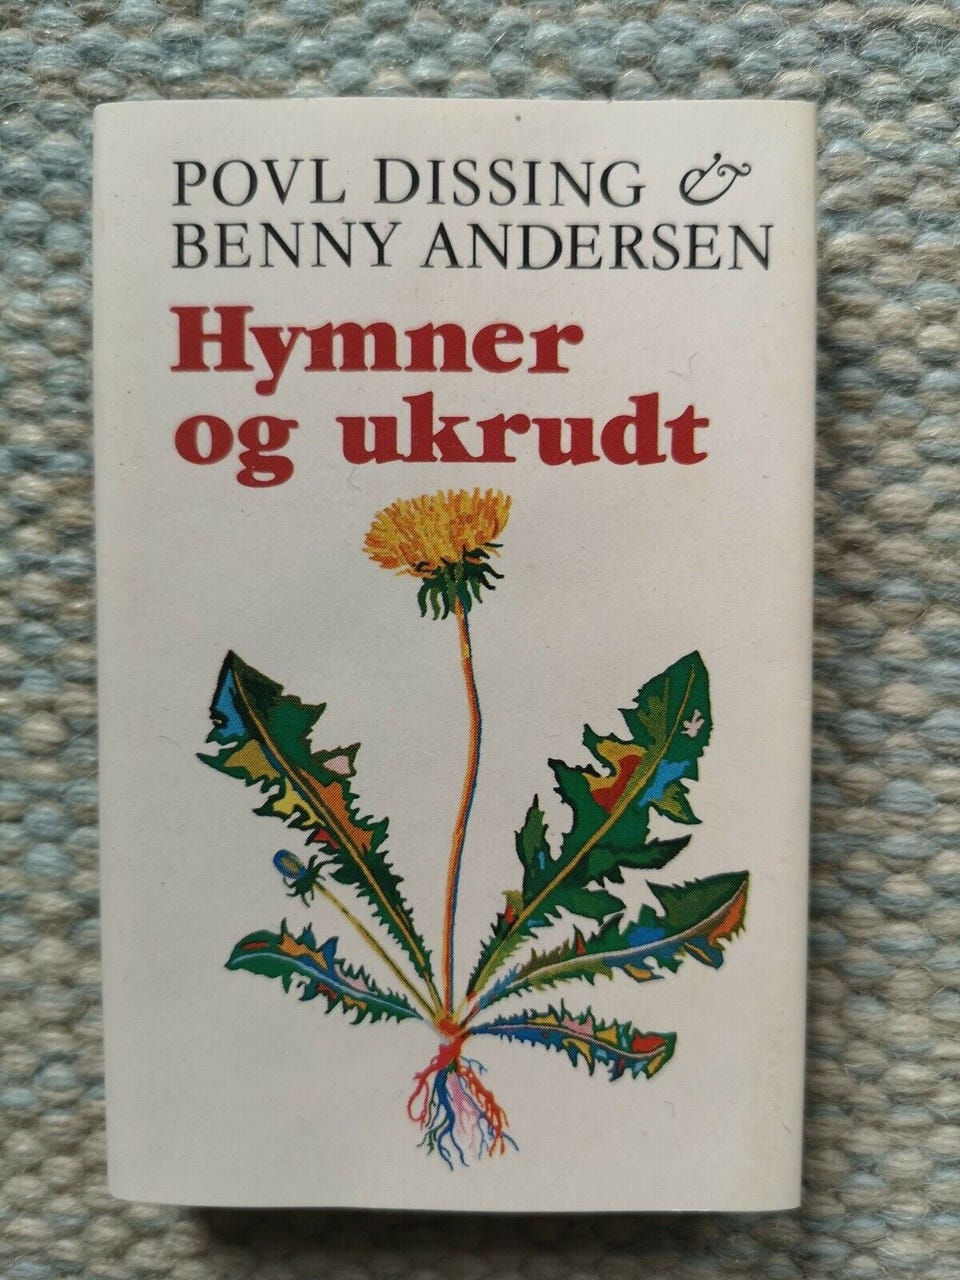 POVL DISSING &
BENNY ANDERSEN
Hymner
og ukrudt